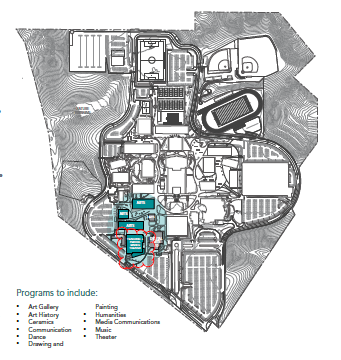 Programs to include:
• Art Gallery
• Art History
• Ceramics
• Communication
• Dance
• Drawing and
Painting
• Humanities
• Media Communications
• Music
• Theater